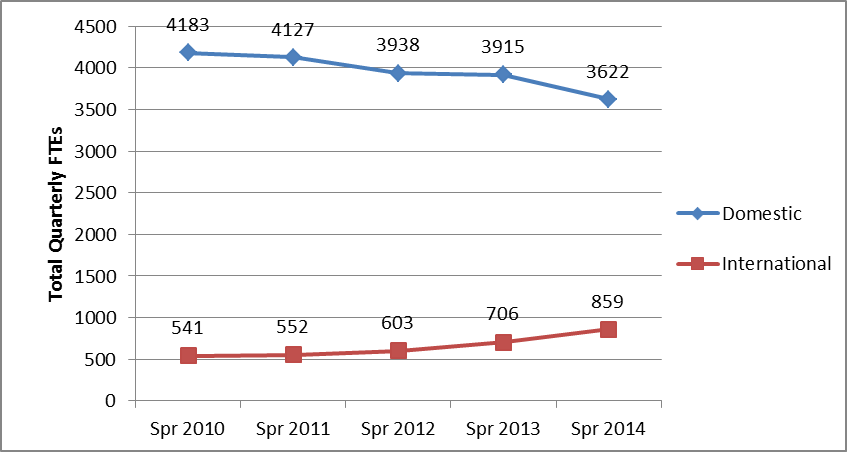 Total Quarterly FTEs
4500
4000
3500
3000
2500
2000
1500
1000
500
0
4183
4127
3938
3915
3622
541
552
603
706
859
Spr 2010
Spr 2011
Spr 2012
Spr 2013
Spr 2014
Domestic
International